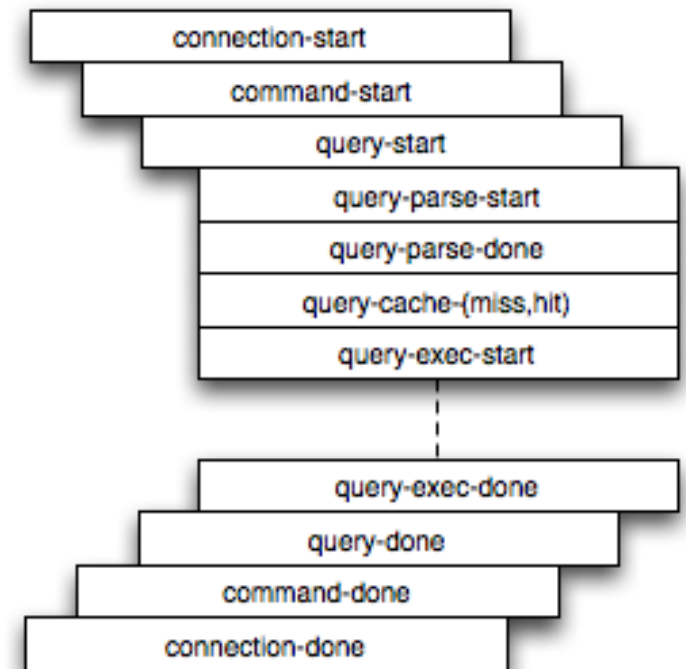 connection-start
command-start
query-start
query-parse-start
query-parse-done
query-cache-(miss,hit)
query-exec-start
query-exec-done
query-done
command-done
connection-done